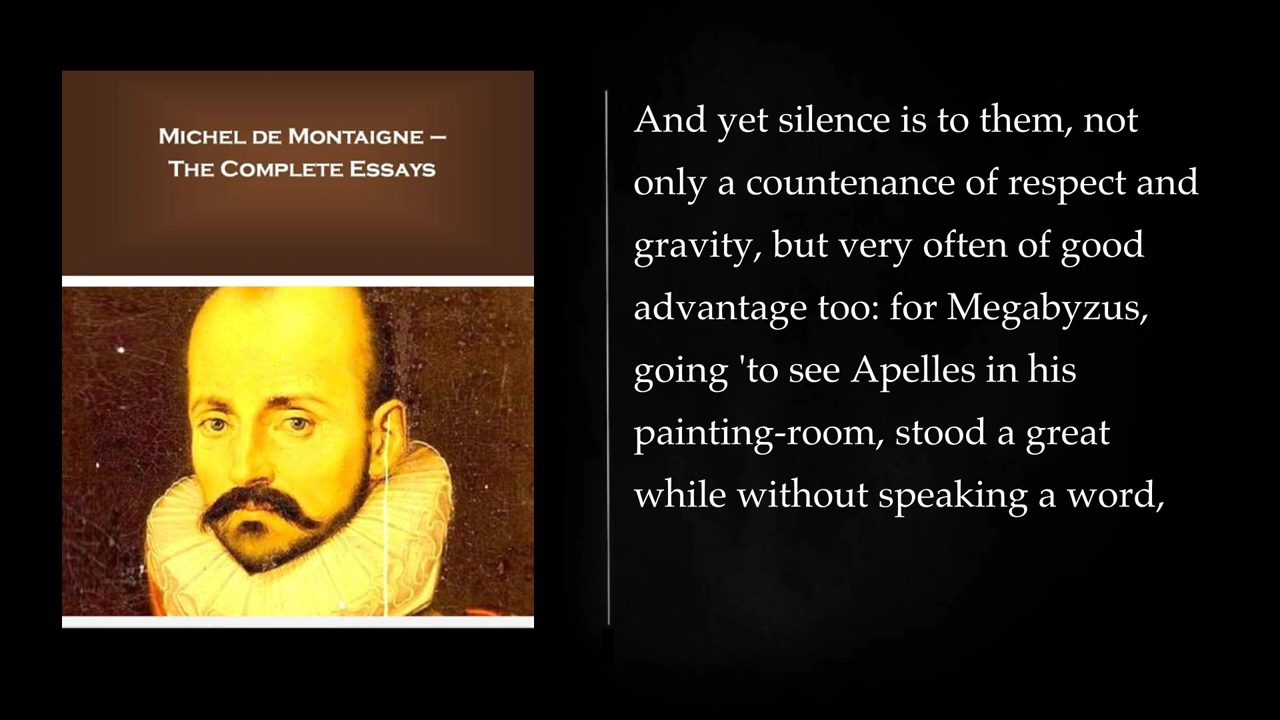 MICHEL DE MONTAIGNE –
THE COMPLETE ESSAYS
And yet silence is to them, not
only a countenance of respect and
gravity, but very often of good
advantage too: for Megabyzus,
going 'to see Apelles in his
painting-room, stood a great
while without speaking a word,